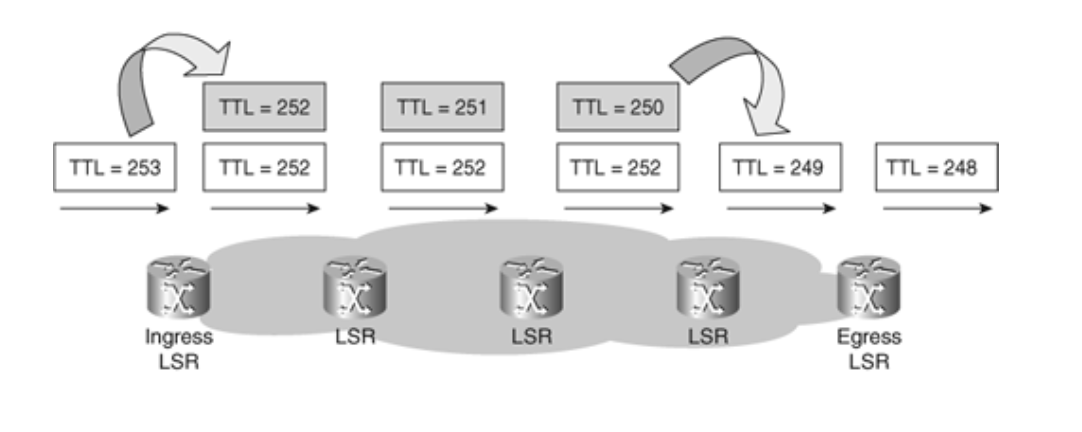 TTL = 252
TTL = 251
TTL = 250
TTL = 253
TTL = 252
TTL = 252
TTL = 252
TTL = 249
TTL = 248
Ingress
LSR
LSR
LSR
LSR
Egress
LSR